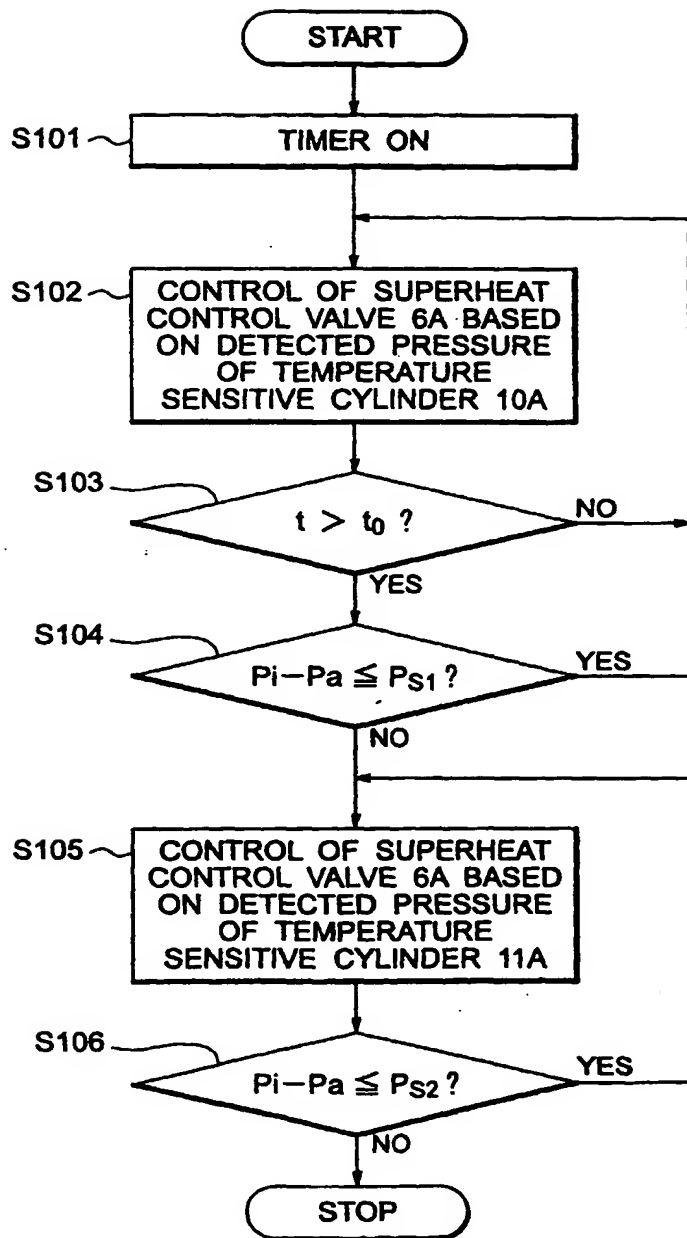 START
S101
TIMER ON
S102
CONTROL OF SUPERHEAT
CONTROL VALVE 6A BASED
ON DETECTED PRESSURE
OF TEMPERATURE
SENSITIVE CYLINDER 10A
S103
t > t0 ?
NO
YES
S104
Pi-Pa ≦ PS1 ?
YES
NO
S105
CONTROL OF SUPERHEAT
CONTROL VALVE 6A BASED
ON DETECTED PRESSURE
OF TEMPERATURE
SENSITIVE CYLINDER 11A
S106
Pi-Pa ≦ PS2 ?
YES
NO
STOP